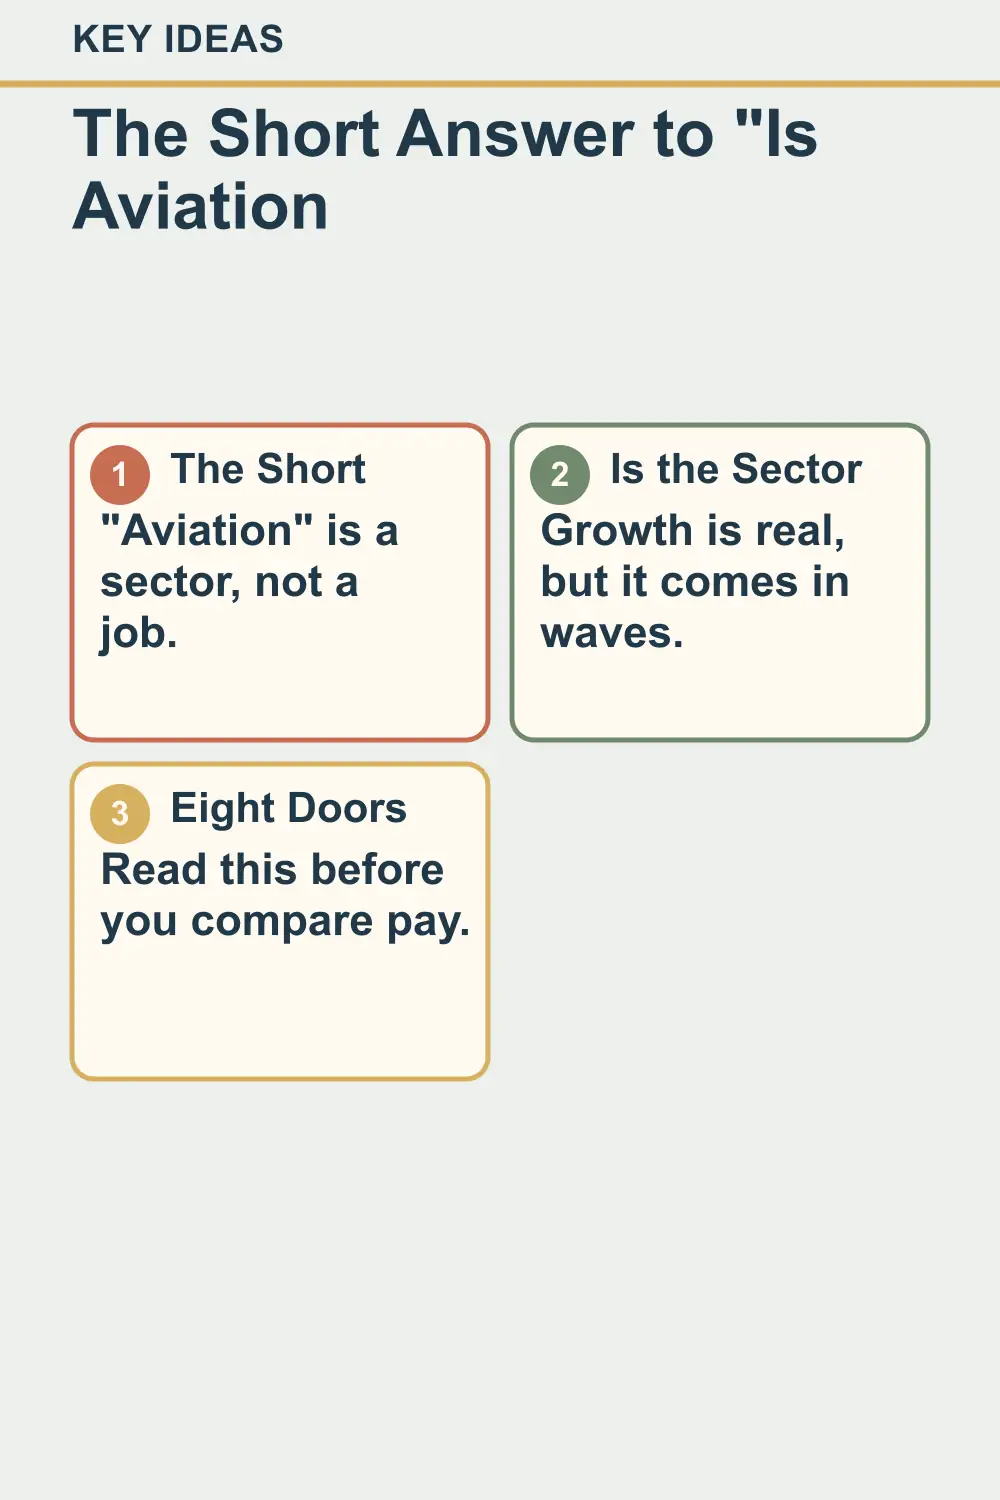 KEY IDEAS
The Short Answer to "Is
Aviation
1 The Short
"Aviation" is a
sector, not a
job.
2 Is the Sector
Growth is real,
but it comes in
waves.
3 Eight Doors
Read this before
you compare pay.